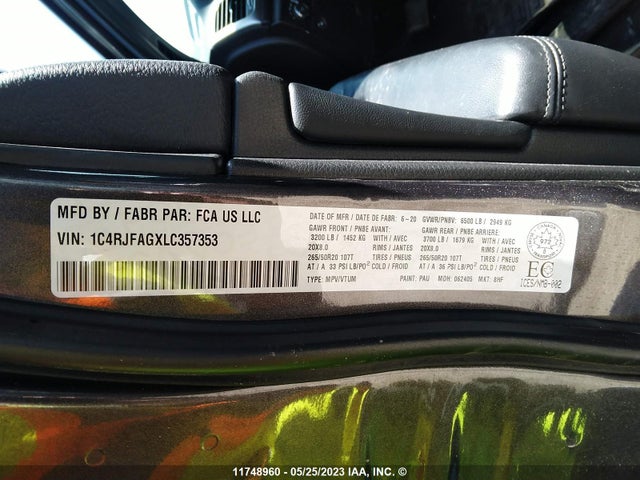 MFD BY / FABR PAR: FCA US LLC
VIN: 1C4RJFAGXLC357353
DATE OF MFR/DATE DE FABR: 6-20 GVWR/PNBV: 6500 LB/ 2949 KG
GAWR FRONT / PNBE AVANT: GAWR REAR / PNBE ARRIERE:
3200 LB/ 1452 KG WITH / AVEC 3700 LB/ 1679 KG WITH / AVEC
20X8.0 RIMS / JANTES 20X8.0 RIMS / JANTES
265/50R20 107T TIRES / PNEUS 265/50R20 107T TIRES / PNEUS
AT / A 33 PSI LB/PO² COLD / A FROID AT / A 36 PSI LB/PO² COLD / A FROID
TYPE: MPV/VTUM PAINT: PAU MDH: 062405 MKT: 8HF
979
EC
ICES/NMB-002
11748960 - 05/25/2023 IAA, INC. ©